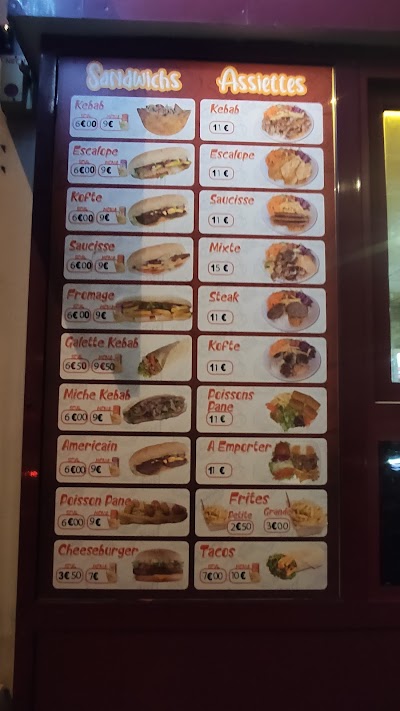 Sandwichs
Kebab
6€00 9€
Escalope
6€00 9€
Kofte
6€00 9€
Saucisse
6€00 9€
Fromage
6€00 9€
Galette Kebab
6€50 9€50
Miche Kebab
6€00 9€
Americain
6€00 9€
Poisson Pane
6€00 9€
Cheeseburger
3€50 7€
Assiettes
Kebab
11€
Escalope
11€
Saucisse
11€
Mixte
15€
Steak
11€
Kofte
11€
Poissons
Pane
11€
A Emporter
11€
Frites
Petite Grande
2€50 3€00
Tacos
7€00 10€